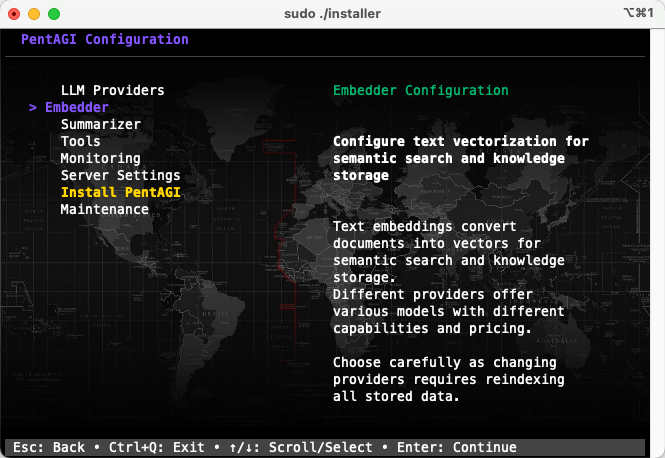 sudo ./installer
⌥⌘1
PentAGI Configuration
LLM Providers
> Embedder
Summarizer
Tools
Monitoring
Server Settings
Install PentAGI
Maintenance
Embedder Configuration
Configure text vectorization for
semantic search and knowledge
storage
Text embeddings convert
documents into vectors for
semantic search and knowledge
storage.
Different providers offer
various models with different
capabilities and pricing.
Choose carefully as changing
providers requires reindexing
all stored data.
Esc: Back • Ctrl+Q: Exit • ↑/↓: Scroll/Select • Enter: Continue